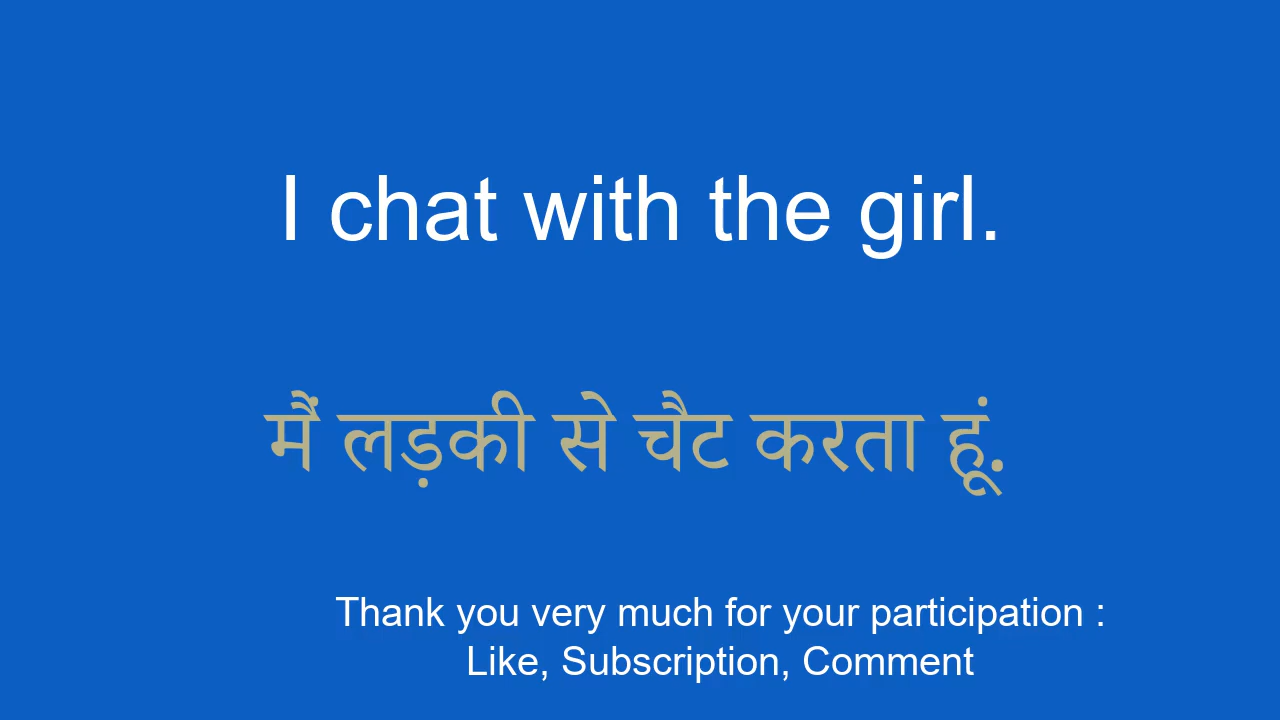 I chat with the girl.
मैं लड़की से चैट करता हूं.
Thank you very much for your participation :
Like, Subscription, Comment